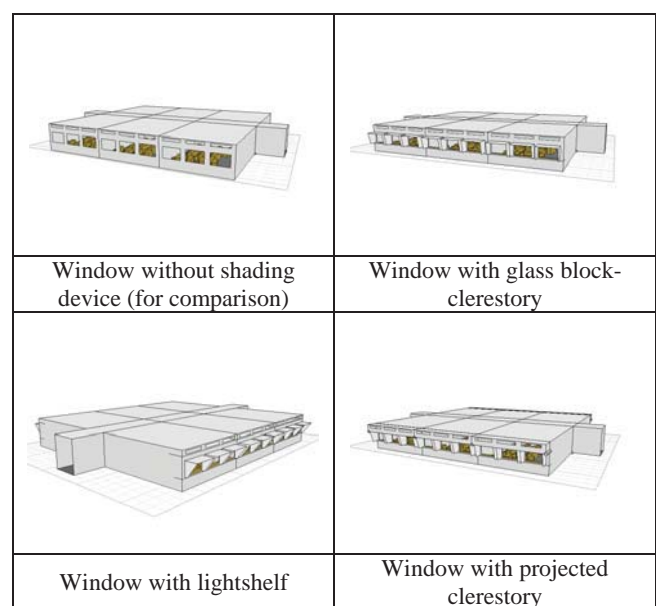 Window without shading
device (for comparison)
Window with glass block-
clerestory
Window with lightshelf
Window with projected
clerestory